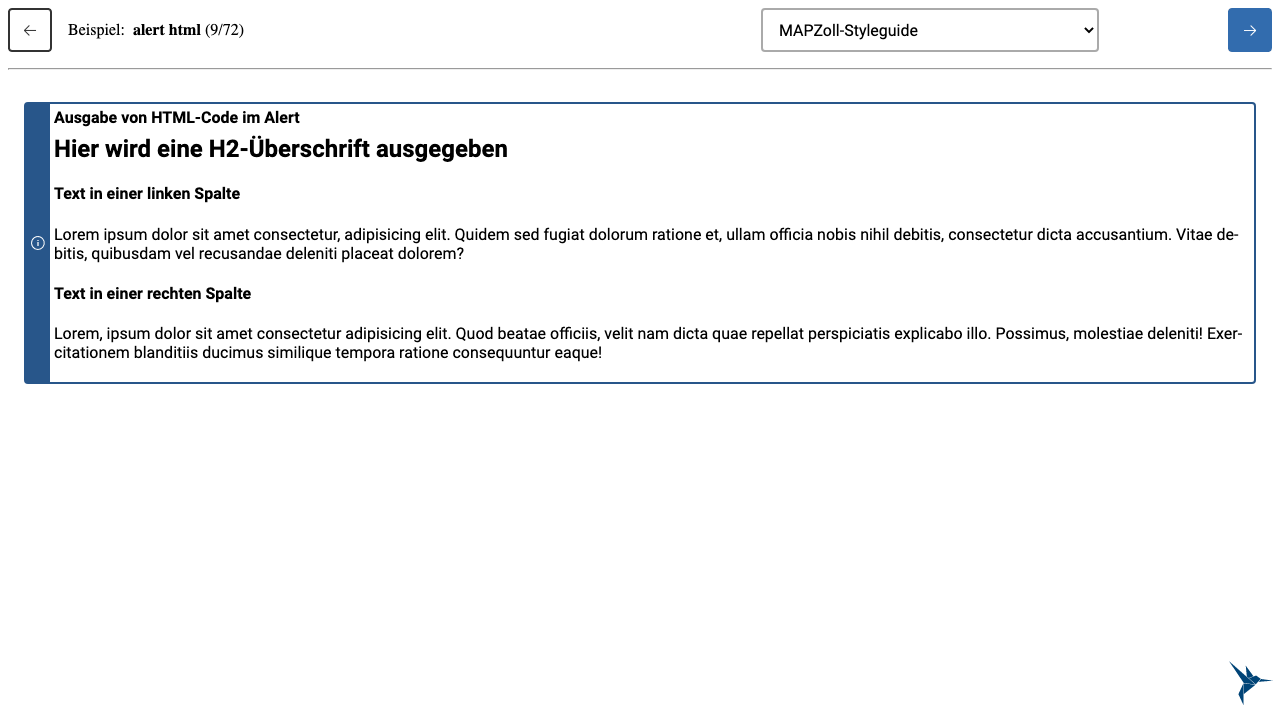 Beispiel: alert html (9/72)
MAPZoll-Styleguide
Ausgabe von HTML-Code im Alert
Hier wird eine H2-Überschrift ausgegeben
Text in einer linken Spalte
Lorem ipsum dolor sit amet consectetur, adipisicing elit. Quidem sed fugiat dolorum ratione et, ullam officia nobis nihil debitis, consectetur dicta accusantium. Vitae de-
bitis, quibusdam vel recusandae deleniti placeat dolorem?
Text in einer rechten Spalte
Lorem, ipsum dolor sit amet consectetur adipisicing elit. Quod beatae officiis, velit nam dicta quae repellat perspiciatis explicabo illo. Possimus, molestiae deleniti! Exer-
citationem blanditiis ducimus similique tempora ratione consequuntur eaque!